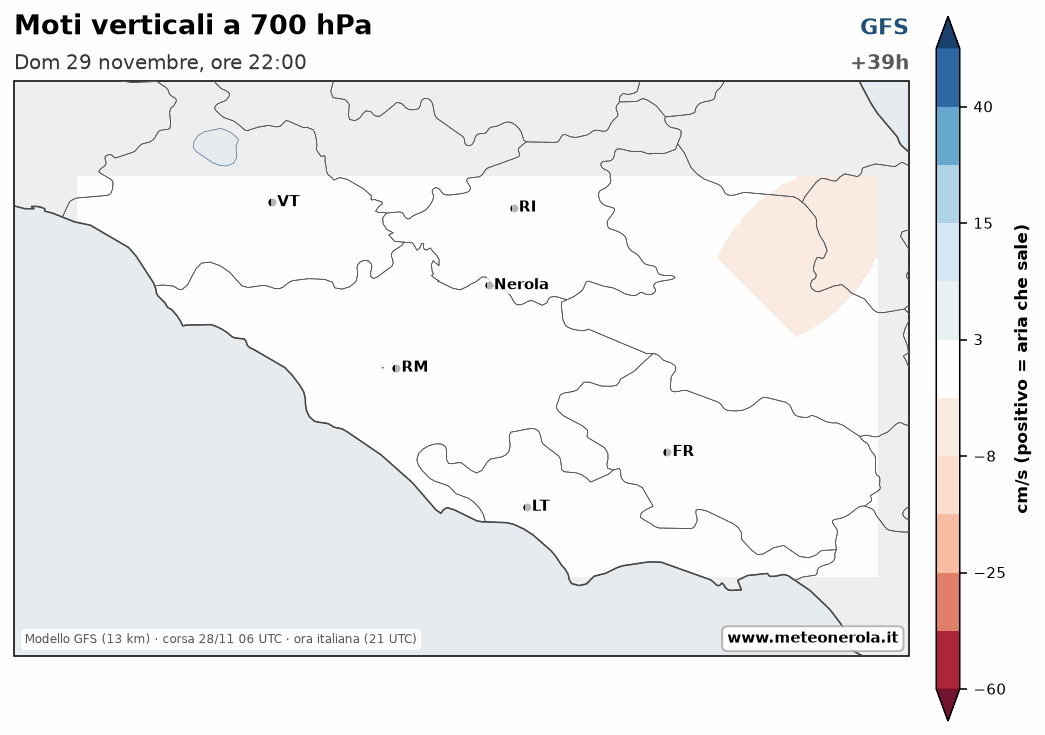 Moti verticali a 700 hPa
GFS
Dom 29 novembre, ore 22:00
+39h
VT
RI
Nerola
RM
FR
LT
40
15
3
−8
−25
−60
cm/s (positivo = aria che sale)
Modello GFS (13 km) · corsa 28/11 06 UTC · ora italiana (21 UTC)
www.meteonerola.it